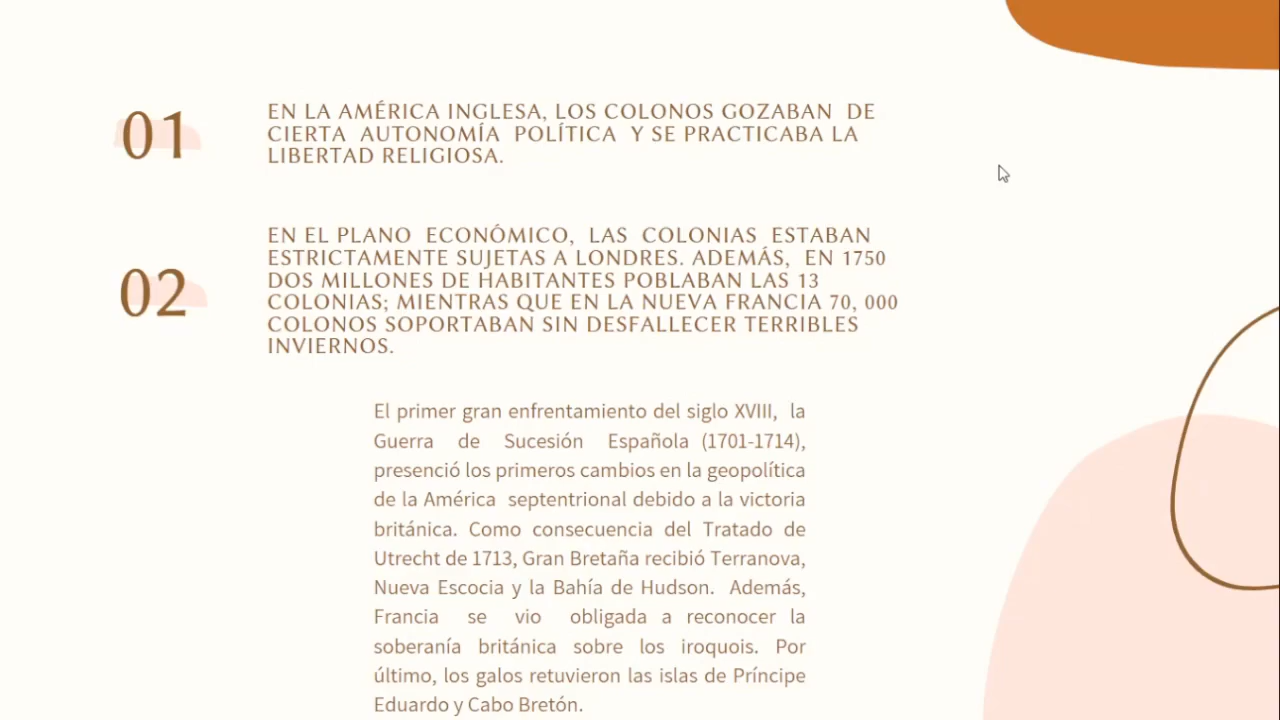 01
EN LA AMÉRICA INGLESA, LOS COLONOS GOZABAN DE
CIERTA AUTONOMÍA POLÍTICA Y SE PRACTICABA LA
LIBERTAD RELIGIOSA.
02
EN EL PLANO ECONÓMICO, LAS COLONIAS ESTABAN
ESTRICTAMENTE SUJETAS A LONDRES. ADEMÁS, EN 1750
DOS MILLONES DE HABITANTES POBLABAN LAS 13
COLONIAS; MIENTRAS QUE EN LA NUEVA FRANCIA 70, 000
COLONOS SOPORTABAN SIN DESFALLECER TERRIBLES
INVIERNOS.
El primer gran enfrentamiento del siglo XVIII, la
Guerra de Sucesión Española (1701-1714),
presenció los primeros cambios en la geopolítica
de la América septentrional debido a la victoria
británica. Como consecuencia del Tratado de
Utrecht de 1713, Gran Bretaña recibió Terranova,
Nueva Escocia y la Bahía de Hudson. Además,
Francia se vio obligada a reconocer la
soberanía británica sobre los iroquois. Por
último, los galos retuvieron las islas de Príncipe
Eduardo y Cabo Bretón.